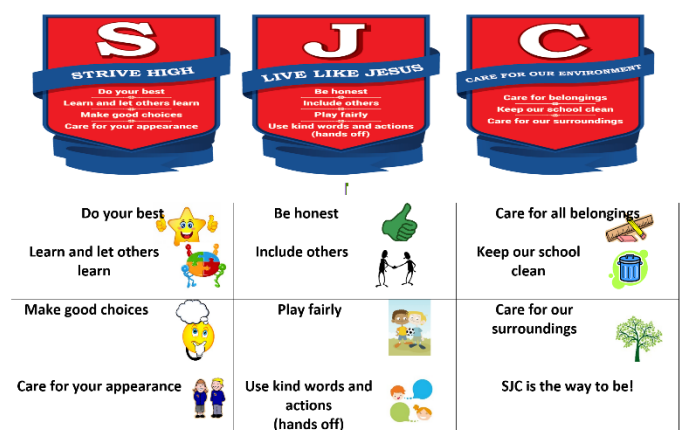 S
STRIVE HIGH
Do your best
Learn and let others learn
Make good choices
Care for your appearance
J
LIVE LIKE JESUS
Be honest
Include others
Play fairly
Use kind words and actions
(hands off)
C
CARE FOR OUR ENVIRONMENT
Care for belongings
Keep our school clean
Care for our surroundings
Do your best
Learn and let others
learn
Be honest
Include others
Care for all belongings
Keep our school
clean
Make good choices
Care for your appearance
Play fairly
Use kind words and
actions
(hands off)
Care for our
surroundings
SJC is the way to be!